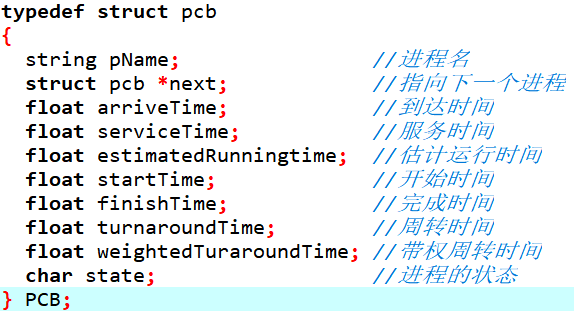 typedef struct pcb
{
string pName; //进程名
struct pcb *next; //指向下一个进程
float arriveTime; //到达时间
float serviceTime; //服务时间
float estimatedRunningtime; //估计运行时间
float startTime; //开始时间
float finishTime; //完成时间
float turnaroundTime; //周转时间
float weightedTuraroundTime; //带权周转时间
char state; //进程的状态
} PCB;